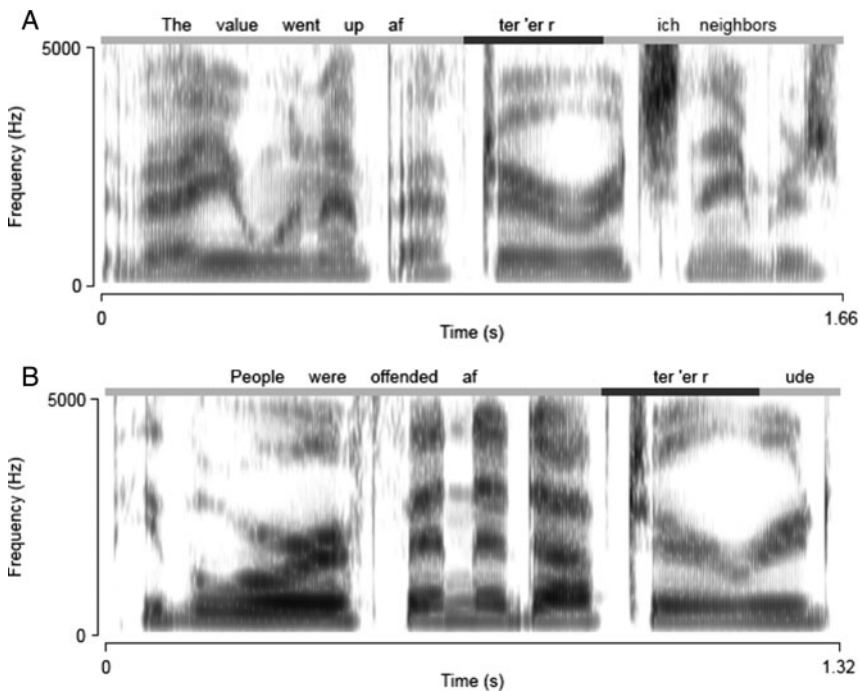 A
The value went up af ter 'er r ich neighbors
5000
Frequency (Hz)
0
0
1.66
Time (s)
B
People were offended af ter 'er r ude
5000
Frequency (Hz)
0
0
1.32
Time (s)